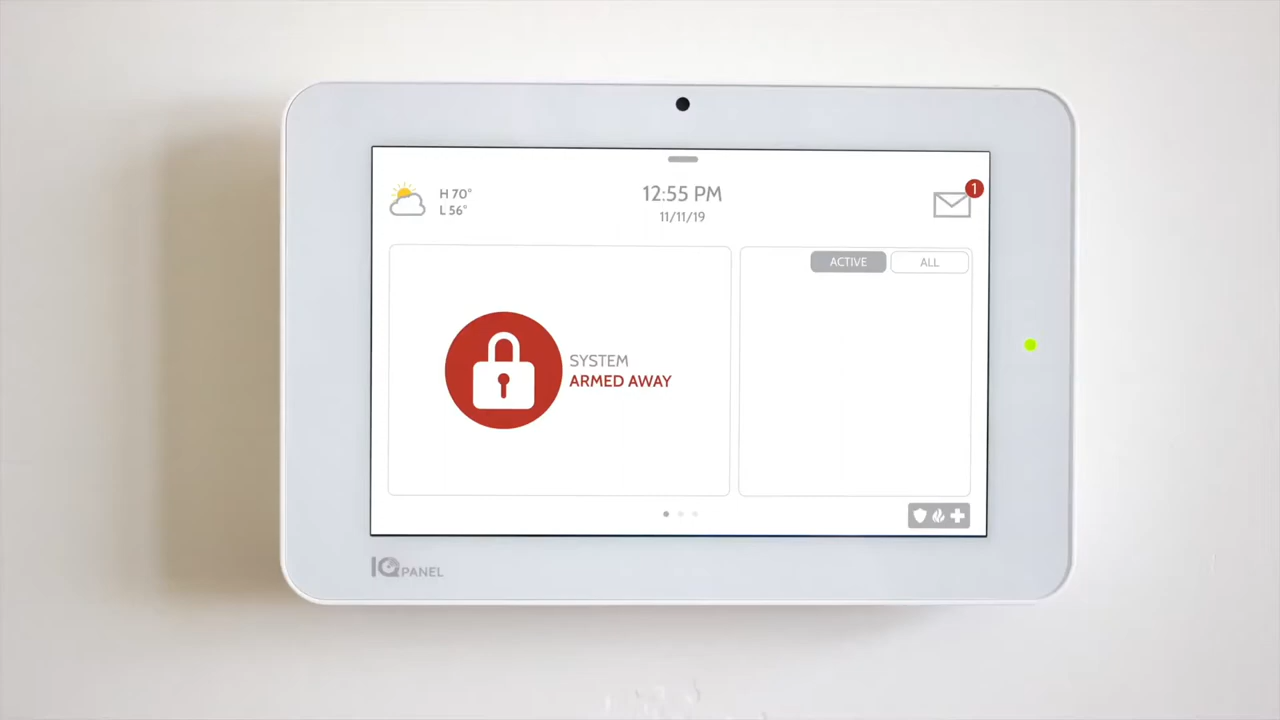 H 70°
L 56°
12:55 PM
11/11/19
1
ACTIVE
ALL
SYSTEM
ARMED AWAY
IQ PANEL